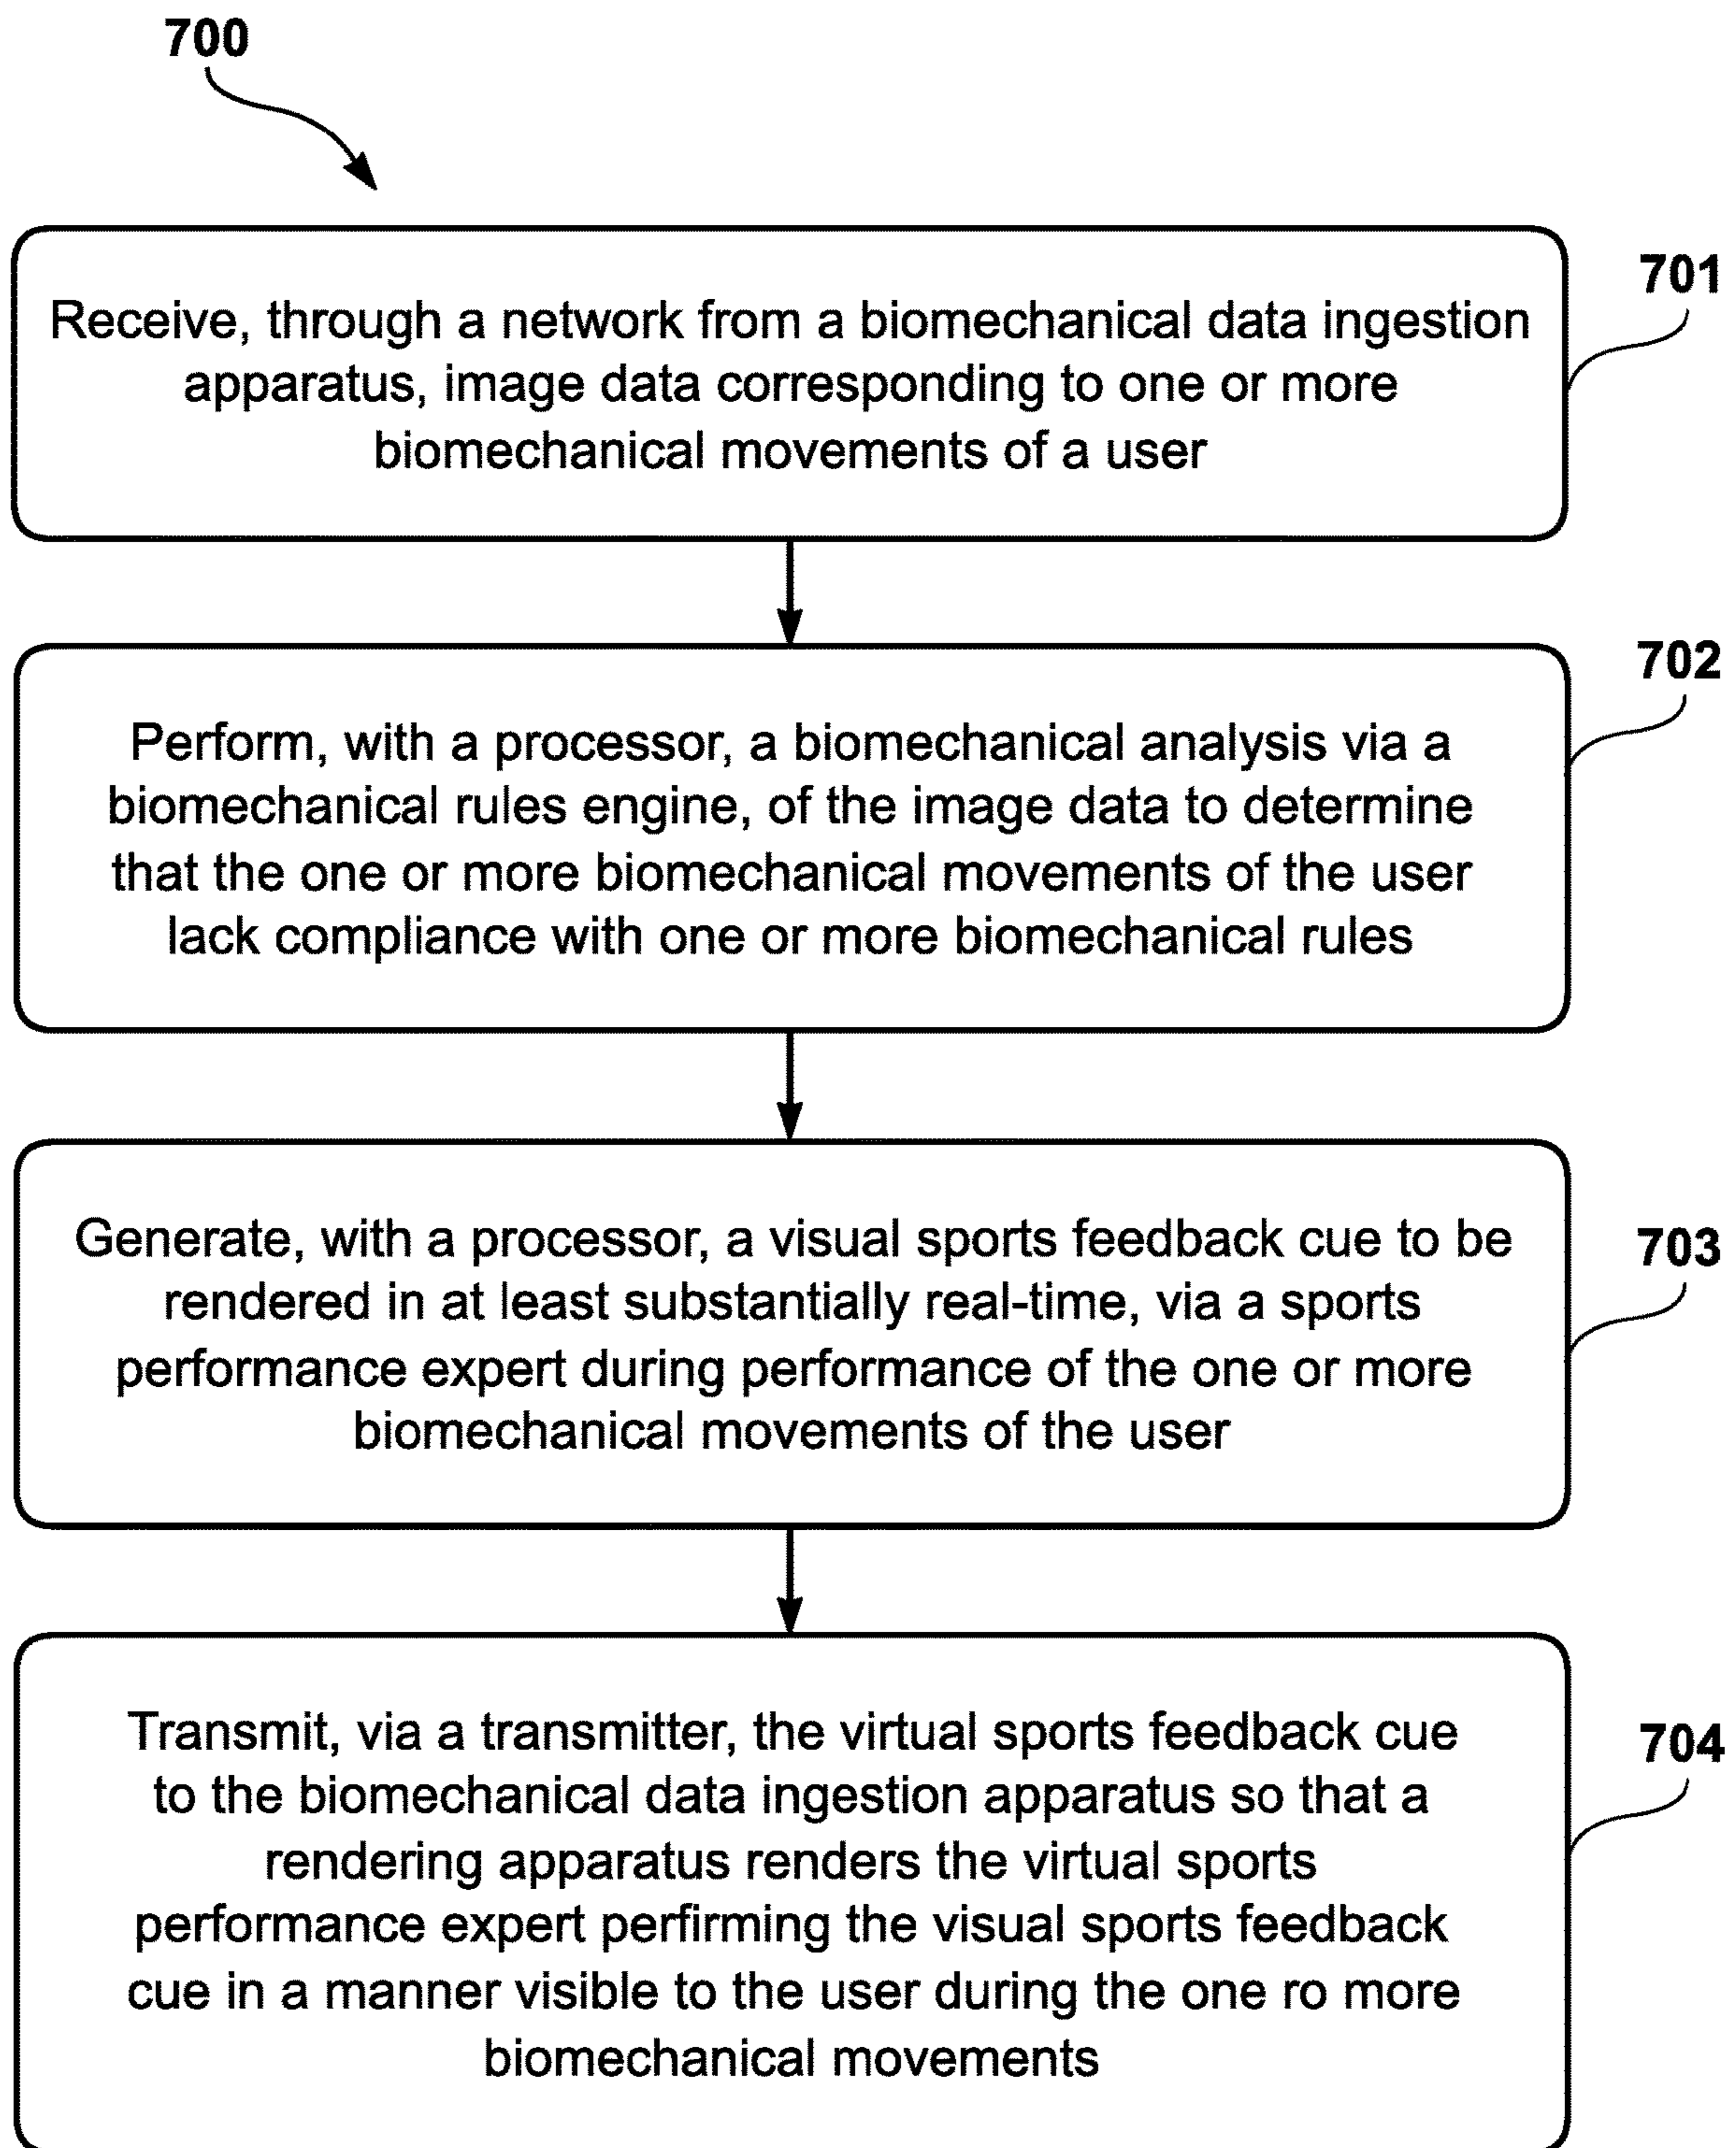 700
701
Receive, through a network from a biomechanical data ingestion
apparatus, image data corresponding to one or more
biomechanical movements of a user
702
Perform, with a processor, a biomechanical analysis via a
biomechanical rules engine, of the image data to determine
that the one or more biomechanical movements of the user
lack compliance with one or more biomechanical rules
703
Generate, with a processor, a visual sports feedback cue to be
rendered in at least substantially real-time, via a sports
performance expert during performance of the one or more
biomechanical movements of the user
704
Transmit, via a transmitter, the virtual sports feedback cue
to the biomechanical data ingestion apparatus so that a
rendering apparatus renders the virtual sports
performance expert perfirming the visual sports feedback
cue in a manner visible to the user during the one ro more
biomechanical movements